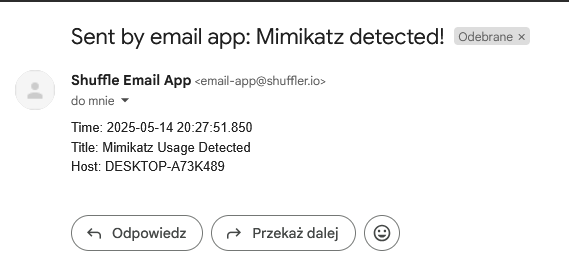 Sent by email app: Mimikatz detected! Odebrane ×
Shuffle Email App <email-app@shuffler.io>
do mnie
Time: 2025-05-14 20:27:51.850
Title: Mimikatz Usage Detected
Host: DESKTOP-A73K489
Odpowiedz Przekaż dalej